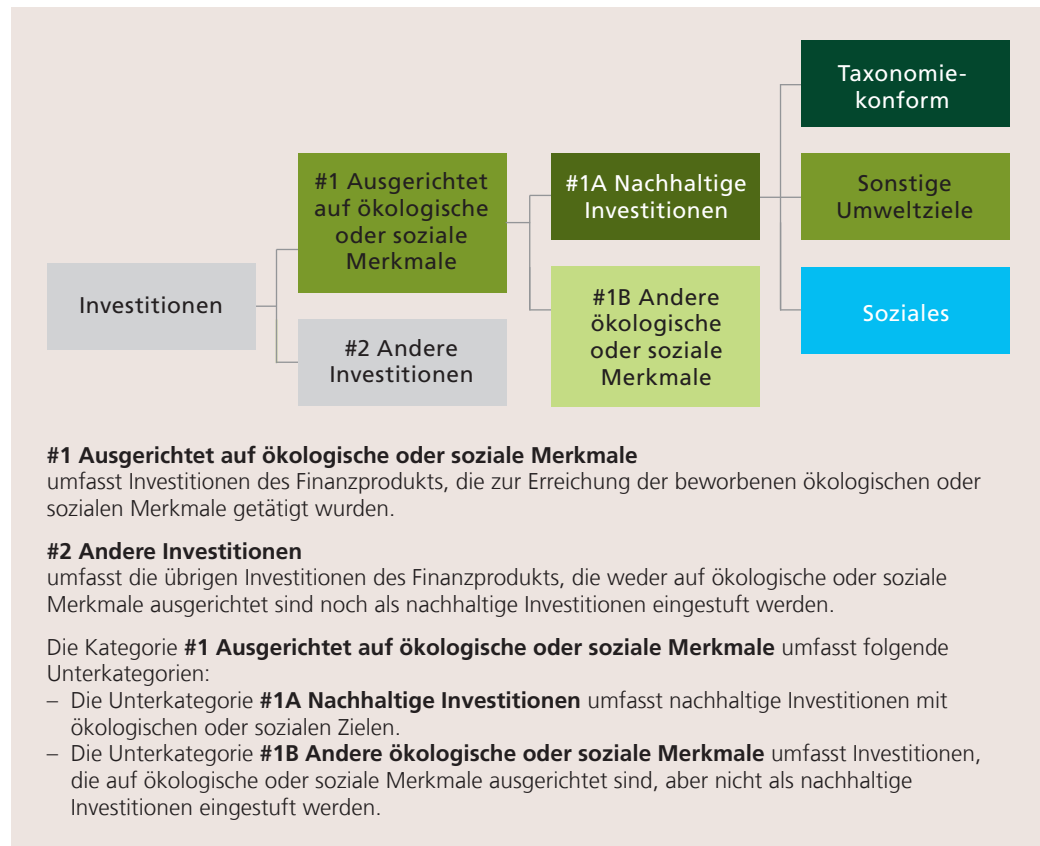 Taxonomie-
konform
#1 Ausgerichtet
auf ökologische
oder soziale
Merkmale
#1A Nachhaltige
Investitionen
Sonstige
Umweltziele
Investitionen
#2 Andere
Investitionen
#1B Andere
ökologische
oder soziale
Merkmale
Soziales
#1 Ausgerichtet auf ökologische oder soziale Merkmale
umfasst Investitionen des Finanzprodukts, die zur Erreichung der beworbenen ökologischen oder
sozialen Merkmale getätigt wurden.
#2 Andere Investitionen
umfasst die übrigen Investitionen des Finanzprodukts, die weder auf ökologische oder soziale
Merkmale ausgerichtet sind noch als nachhaltige Investitionen eingestuft werden.
Die Kategorie #1 Ausgerichtet auf ökologische oder soziale Merkmale umfasst folgende
Unterkategorien:
– Die Unterkategorie #1A Nachhaltige Investitionen umfasst nachhaltige Investitionen mit
ökologischen oder sozialen Zielen.
– Die Unterkategorie #1B Andere ökologische oder soziale Merkmale umfasst Investitionen,
die auf ökologische oder soziale Merkmale ausgerichtet sind, aber nicht als nachhaltige
Investitionen eingestuft werden.